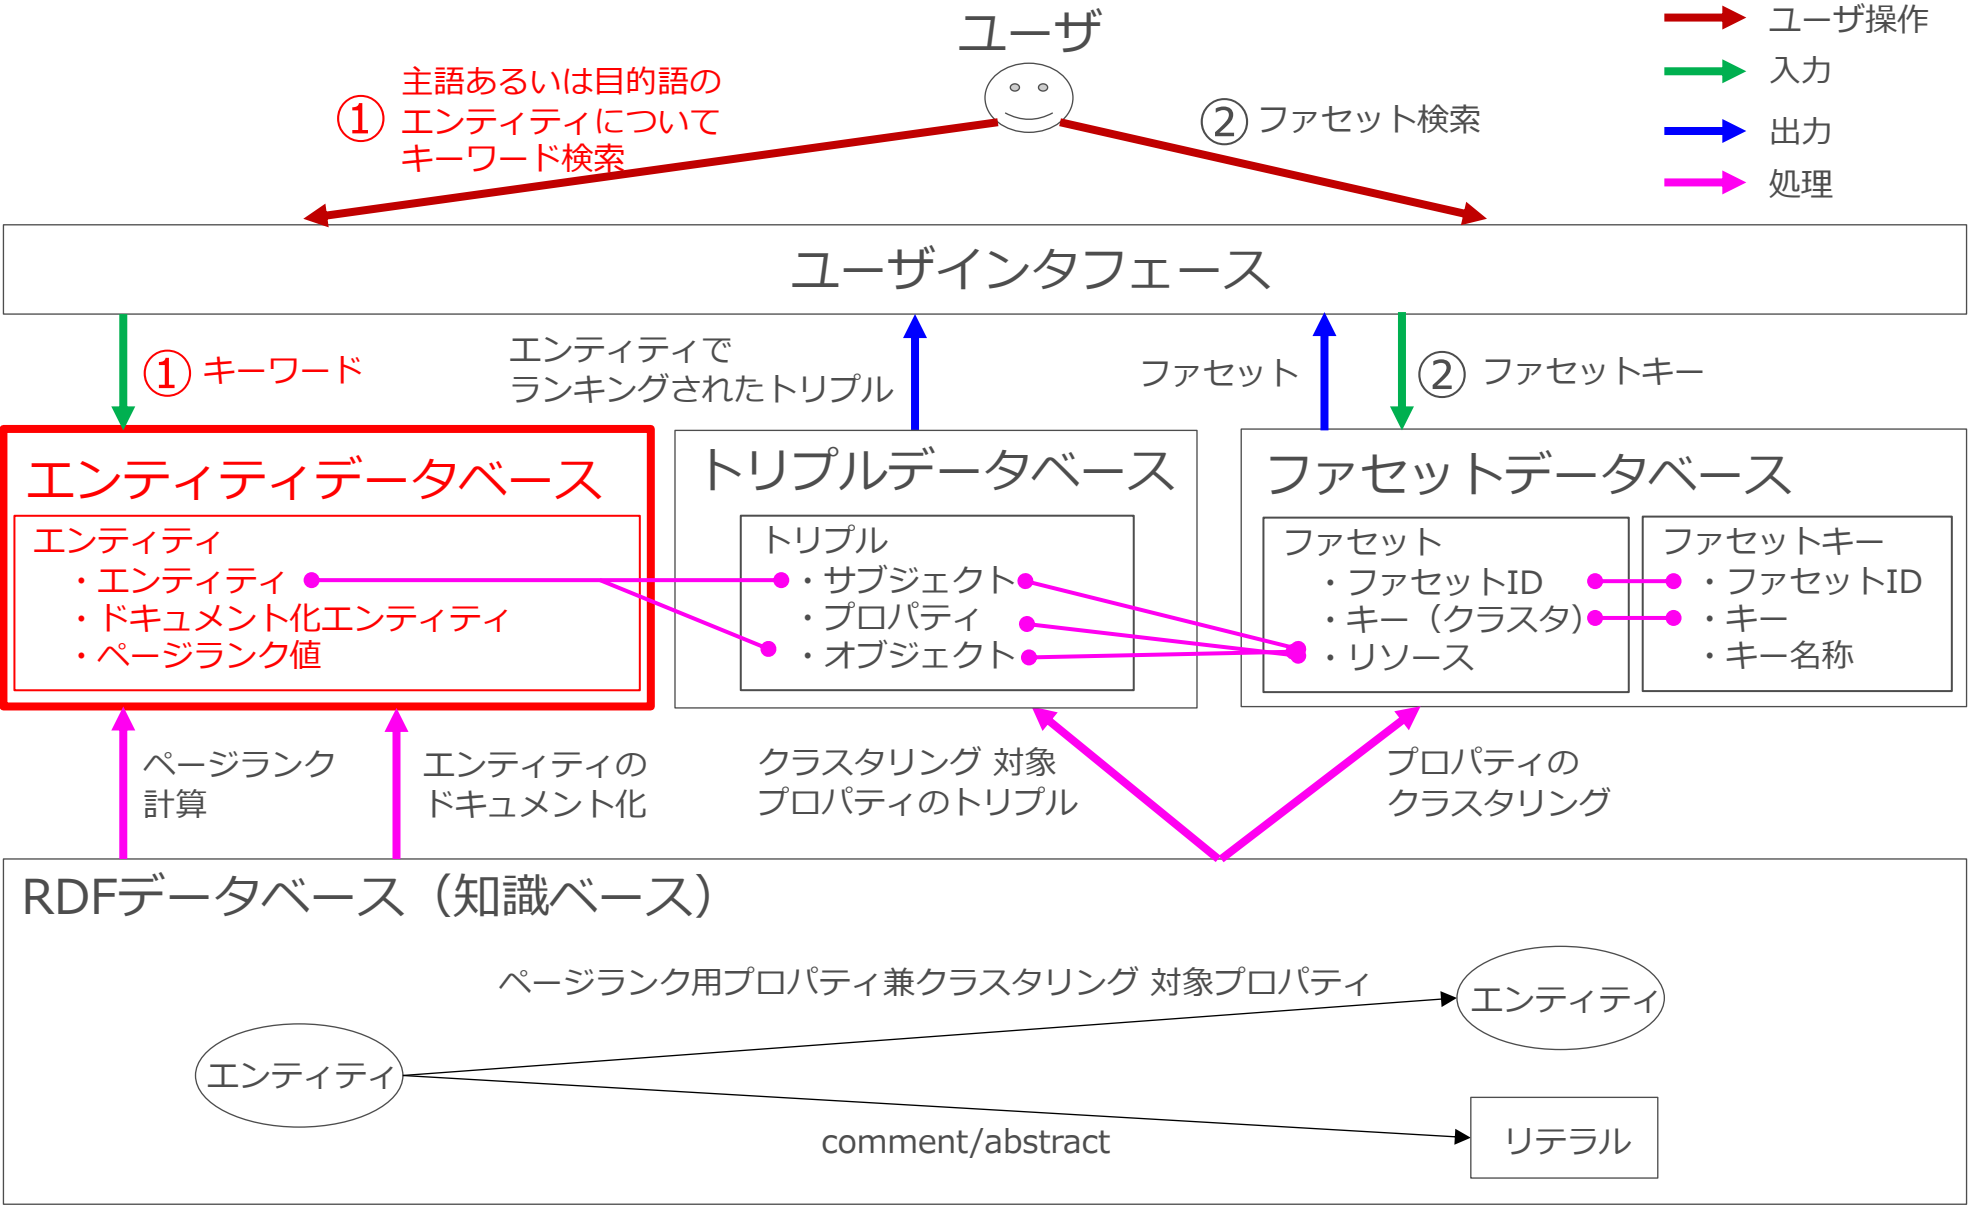 ユーザ
ユーザ操作
入力
出力
処理
① 主語あるいは目的語の
エンティティについて
キーワード検索
② ファセット検索
ユーザインタフェース
① キーワード
エンティティで
ランキングされたトリプル
ファセット
② ファセットキー
エンティティデータベース
エンティティ
・エンティティ
・ドキュメント化エンティティ
・ページランク値
トリプルデータベース
トリプル
・サブジェクト
・プロパティ
・オブジェクト
ファセットデータベース
ファセット
・ファセットID
・キー（クラスタ）
・リソース
ファセットキー
・ファセットID
・キー
・キー名称
ページランク
計算
エンティティの
ドキュメント化
クラスタリング 対象
プロパティのトリプル
プロパティの
クラスタリング
RDFデータベース（知識ベース）
ページランク用プロパティ兼クラスタリング 対象プロパティ
エンティティ
エンティティ
comment/abstract
リテラル